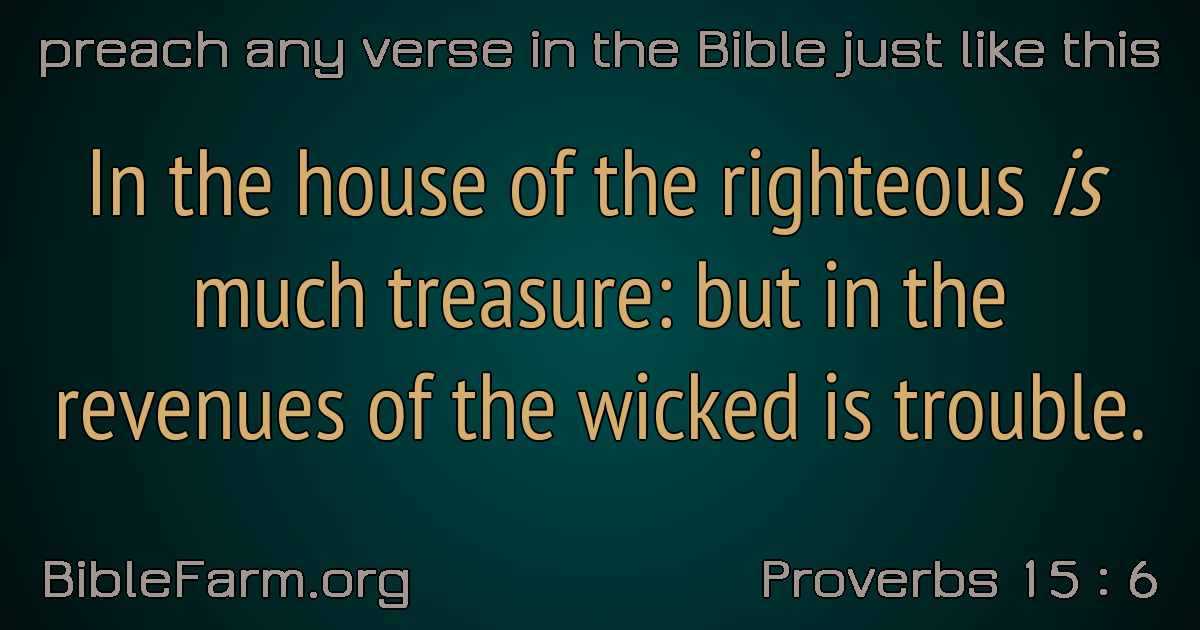 preach any verse in the Bible just like this
In the house of the righteous is
much treasure: but in the
revenues of the wicked is trouble.
BibleFarm.org
Proverbs 15 : 6